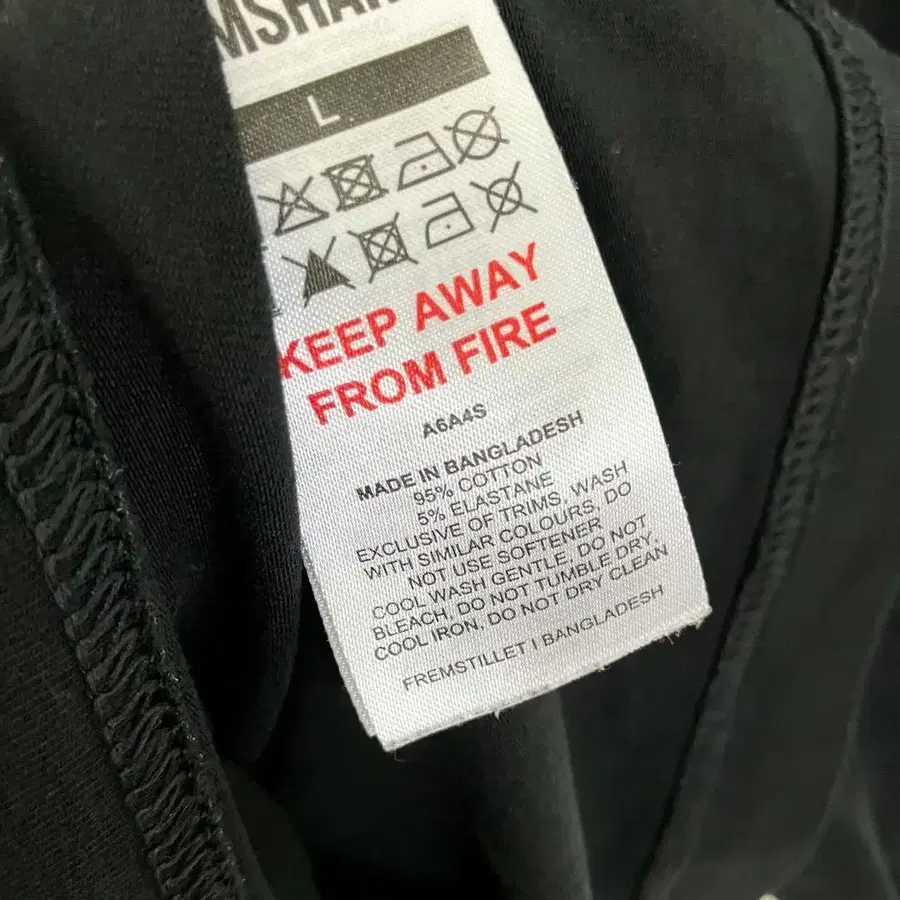 L
KEEP AWAY
FROM FIRE
A6A4S
MADE IN BANGLADESH
95% COTTON
5% ELASTANE
EXCLUSIVE OF TRIMS, WASH
WITH SIMILAR COLOURS, DO
NOT USE SOFTENER
COOL WASH GENTLE, DO NOT
BLEACH, DO NOT TUMBLE DRY,
COOL IRON, DO NOT DRY CLEAN
FREMSTILLET I BANGLADESH